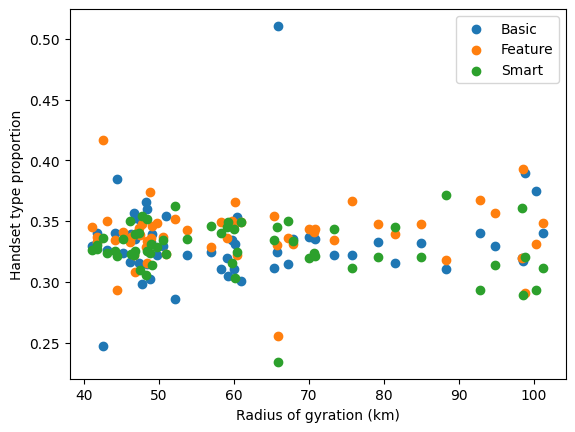 Basic
Feature
Smart
0.50
0.45
0.40
0.35
0.30
0.25
Handset type proportion
40 50 60 70 80 90 100
Radius of gyration (km)